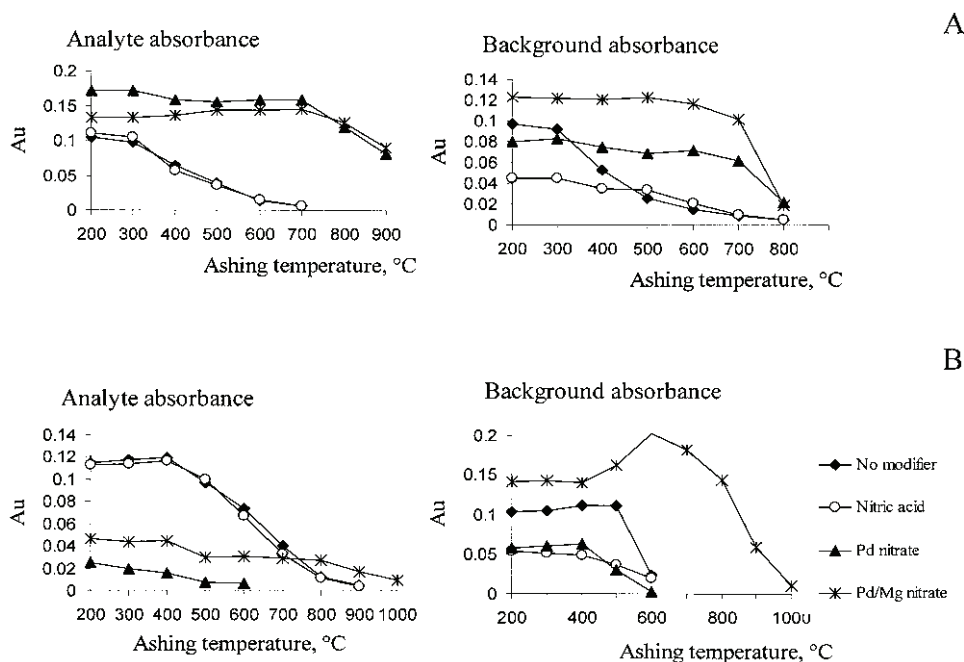 A
Analyte absorbance
0.2
0.15
0.1
0.05
0
Au
200 300 400 500 600 700 800 900
Ashing temperature, °C
Background absorbance
0.14
0.12
0.1
0.08
0.06
0.04
0.02
0
Au
200 300 400 500 600 700 800
Ashing temperature, °C
B
Analyte absorbance
0.14
0.12
0.1
0.08
0.06
0.04
0.02
0
Au
200 300 400 500 600 700 800 900 1000
Ashing temperature, °C
Background absorbance
0.2
0.15
0.1
0.05
0
Au
200 400 600 800 1000
Ashing temperature, °C
No modifier
Nitric acid
Pd nitrate
Pd/Mg nitrate